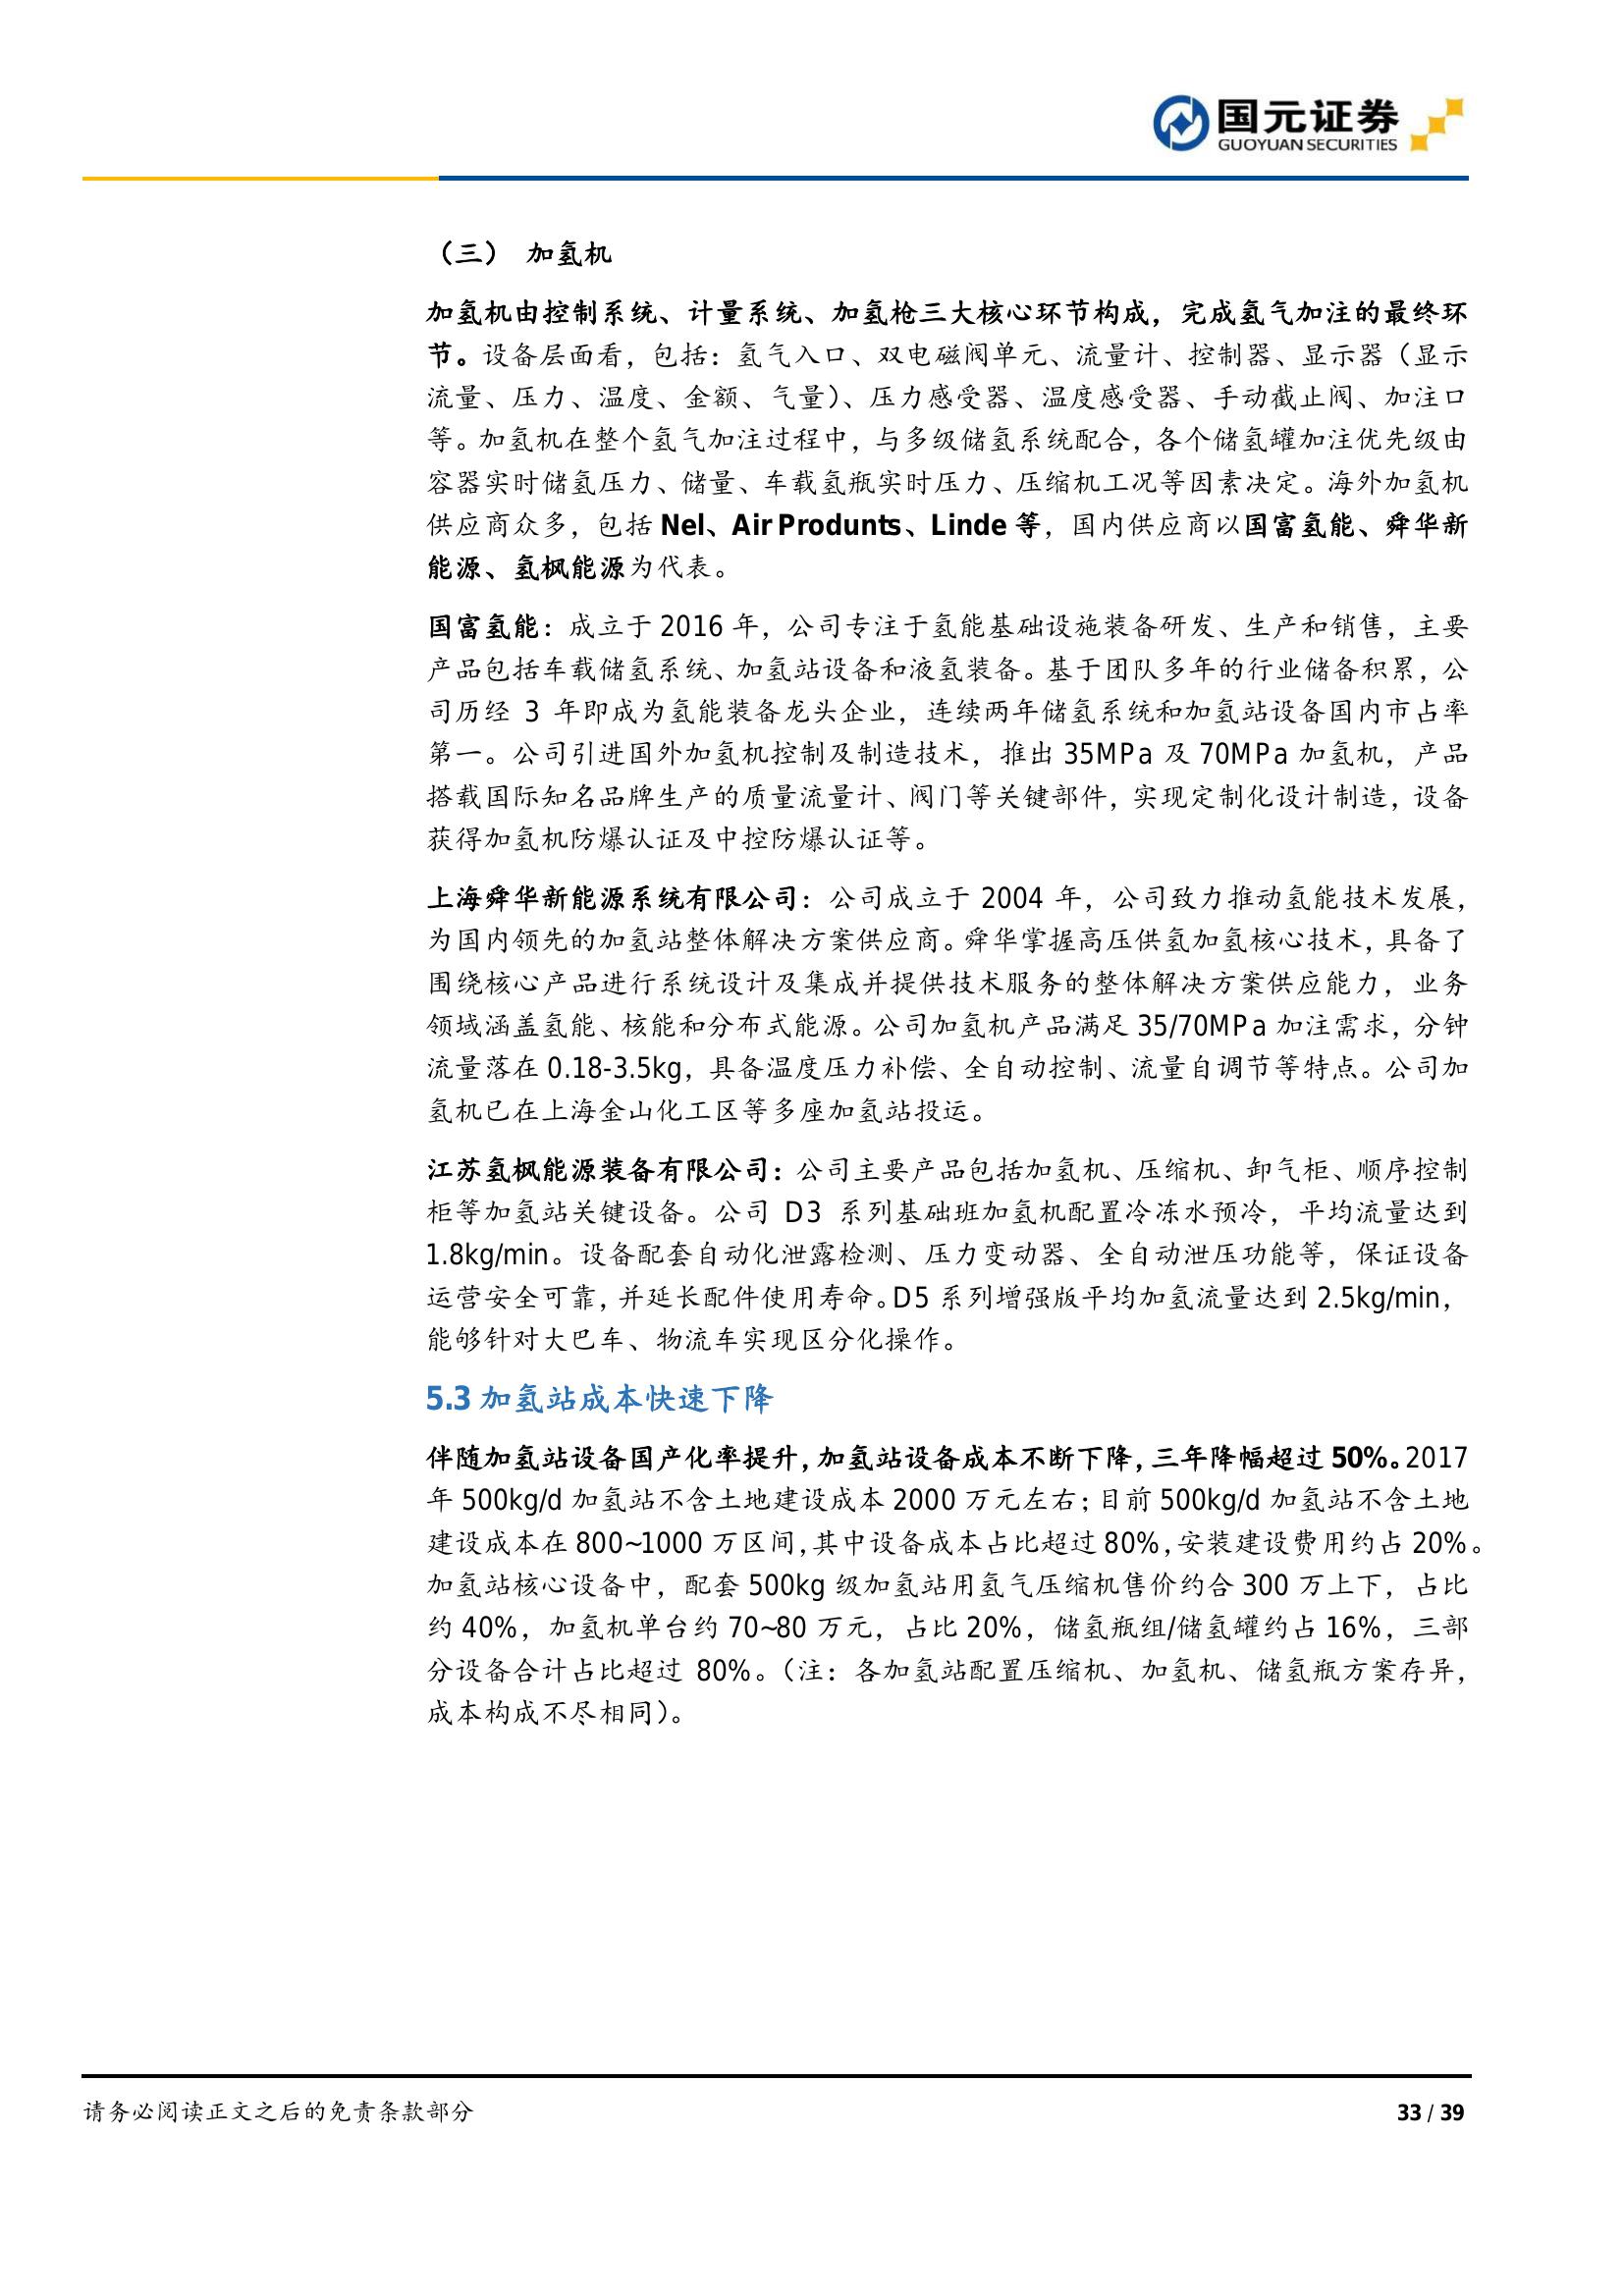 国元证券
GUOYUAN SECURITIES
（三） 加氢机
加氢机由控制系统、计量系统、加氢枪三大核心环节构成，完成氢气加注的最终环
节。设备层面看，包括：氢气入口、双电磁阀单元、流量计、控制器、显示器（显示
流量、压力、温度、金额、气量）、压力感受器、温度感受器、手动截止阀、加注口
等。加氢机在整个氢气加注过程中，与多级储氢系统配合，各个储氢罐加注优先级由
容器实时储氢压力、储量、车载氢瓶实时压力、压缩机工况等因素决定。海外加氢机
供应商众多，包括 Nel、Air Produnts、Linde 等，国内供应商以国富氢能、舜华新
能源、氢枫能源为代表。
国富氢能：成立于 2016 年，公司专注于氢能基础设施装备研发、生产和销售，主要
产品包括车载储氢系统、加氢站设备和液氢装备。基于团队多年的行业储备积累，公
司历经 3 年即成为氢能装备龙头企业，连续两年储氢系统和加氢站设备国内市占率
第一。公司引进国外加氢机控制及制造技术，推出 35MPa 及 70MPa 加氢机，产品
搭载国际知名品牌生产的质量流量计、阀门等关键部件，实现定制化设计制造，设备
获得加氢机防爆认证及中控防爆认证等。
上海舜华新能源系统有限公司：公司成立于 2004 年，公司致力推动氢能技术发展，
为国内领先的加氢站整体解决方案供应商。舜华掌握高压供氢加氢核心技术，具备了
围绕核心产品进行系统设计及集成并提供技术服务的整体解决方案供应能力，业务
领域涵盖氢能、核能和分布式能源。公司加氢机产品满足 35/70MPa 加注需求，分钟
流量落在 0.18-3.5kg，具备温度压力补偿、全自动控制、流量自调节等特点。公司加
氢机已在上海金山化工区等多座加氢站投运。
江苏氢枫能源装备有限公司：公司主要产品包括加氢机、压缩机、卸气柜、顺序控制
柜等加氢站关键设备。公司 D3 系列基础班加氢机配置冷冻水预冷，平均流量达到
1.8kg/min。设备配套自动化泄露检测、压力变动器、全自动泄压功能等，保证设备
运营安全可靠，并延长配件使用寿命。D5 系列增强版平均加氢流量达到 2.5kg/min，
能够针对大巴车、物流车实现区分化操作。
5.3 加氢站成本快速下降
伴随加氢站设备国产化率提升，加氢站设备成本不断下降，三年降幅超过 50%。2017
年 500kg/d 加氢站不含土地建设成本 2000 万元左右；目前 500kg/d 加氢站不含土地
建设成本在 800~1000 万区间，其中设备成本占比超过 80%，安装建设费用约占 20%。
加氢站核心设备中，配套 500kg 级加氢站用氢气压缩机售价约合 300 万上下，占比
约 40%，加氢机单台约 70~80 万元，占比 20%，储氢瓶组/储氢罐约占 16%，三部
分设备合计占比超过 80%。（注：各加氢站配置压缩机、加氢机、储氢瓶方案存异，
成本构成不尽相同）。
请务必阅读正文之后的免责条款部分
33 / 39